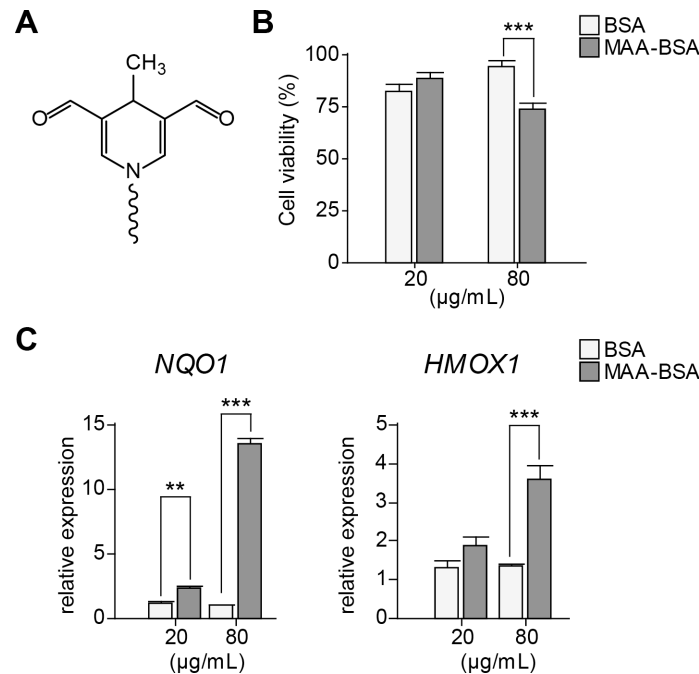 A
CH3
O
O
N
B
BSA
MAA-BSA
***
Cell viability (%)
100
75
50
25
0
20
80
(µg/mL)
C
BSA
MAA-BSA
NQO1
relative expression
15
10
5
0
**
***
20
80
(µg/mL)
HMOX1
relative expression
5
4
3
2
1
0
***
20
80
(µg/mL)